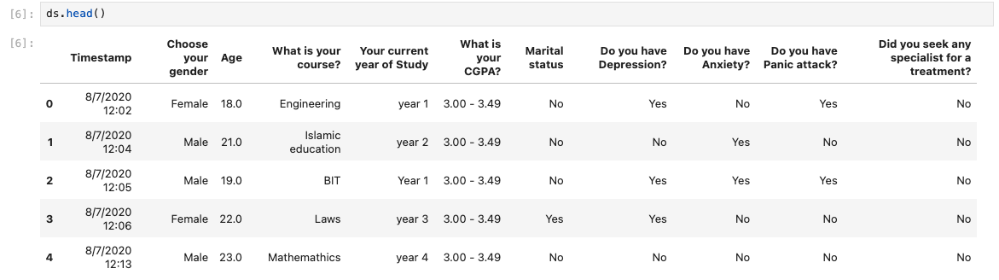 [6]: ds.head()
[6]:
Timestamp Choose your gender Age What is your course? Your current year of Study What is your CGPA? Marital status Do you have Depression? Do you have Anxiety? Do you have Panic attack? Did you seek any specialist for a treatment?
0 8/7/2020 12:02 Female 18.0 Engineering year 1 3.00 - 3.49 No Yes No Yes No
1 8/7/2020 12:04 Male 21.0 Islamic education year 2 3.00 - 3.49 No No Yes No No
2 8/7/2020 12:05 Male 19.0 BIT Year 1 3.00 - 3.49 No Yes Yes Yes No
3 8/7/2020 12:06 Female 22.0 Laws year 3 3.00 - 3.49 Yes Yes No No No
4 8/7/2020 12:13 Male 23.0 Mathemathics year 4 3.00 - 3.49 No No No No No